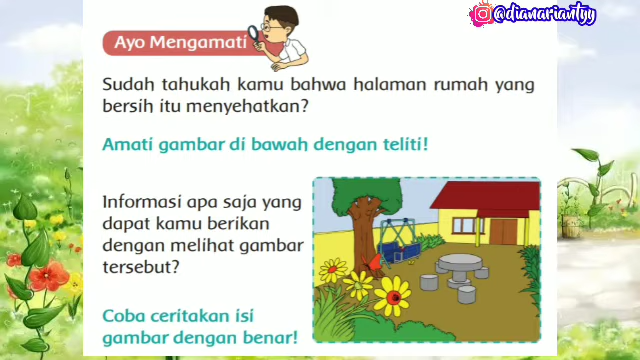 @dianariantyy
Ayo Mengamati
Sudah tahukah kamu bahwa halaman rumah yang
bersih itu menyehatkan?
Amati gambar di bawah dengan teliti!
Informasi apa saja yang
dapat kamu berikan
dengan melihat gambar
tersebut?
Coba ceritakan isi
gambar dengan benar!